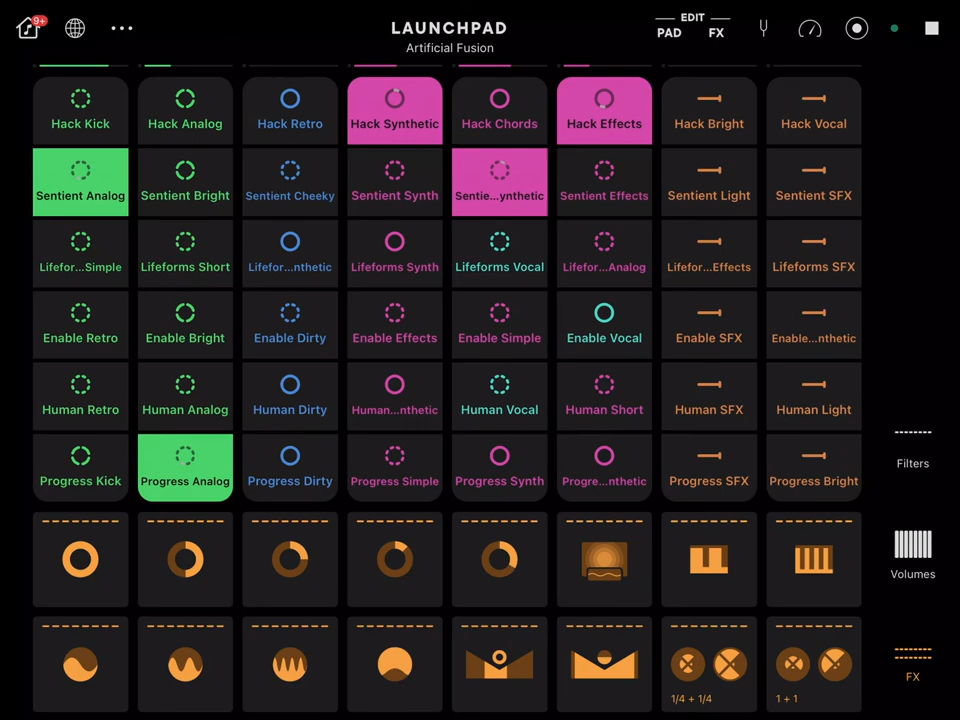 9+
LAUNCHPAD
Artificial Fusion
EDIT
PAD FX
Hack Kick Hack Analog Hack Retro Hack Synthetic Hack Chords Hack Effects Hack Bright Hack Vocal
Sentient Analog Sentient Bright Sentient Cheeky Sentient Synth Sentie...ynthetic Sentient Effects Sentient Light Sentient SFX
Lifefor...Simple Lifeforms Short Lifefor...nthetic Lifeforms Synth Lifeforms Vocal Lifefor...Analog Lifefor...Effects Lifeforms SFX
Enable Retro Enable Bright Enable Dirty Enable Effects Enable Simple Enable Vocal Enable SFX Enable...nthetic
Human Retro Human Analog Human Dirty Human...nthetic Human Vocal Human Short Human SFX Human Light
Progress Kick Progress Analog Progress Dirty Progress Simple Progress Synth Progre...nthetic Progress SFX Progress Bright
Filters
Volumes
FX
1/4 + 1/4 1 + 1